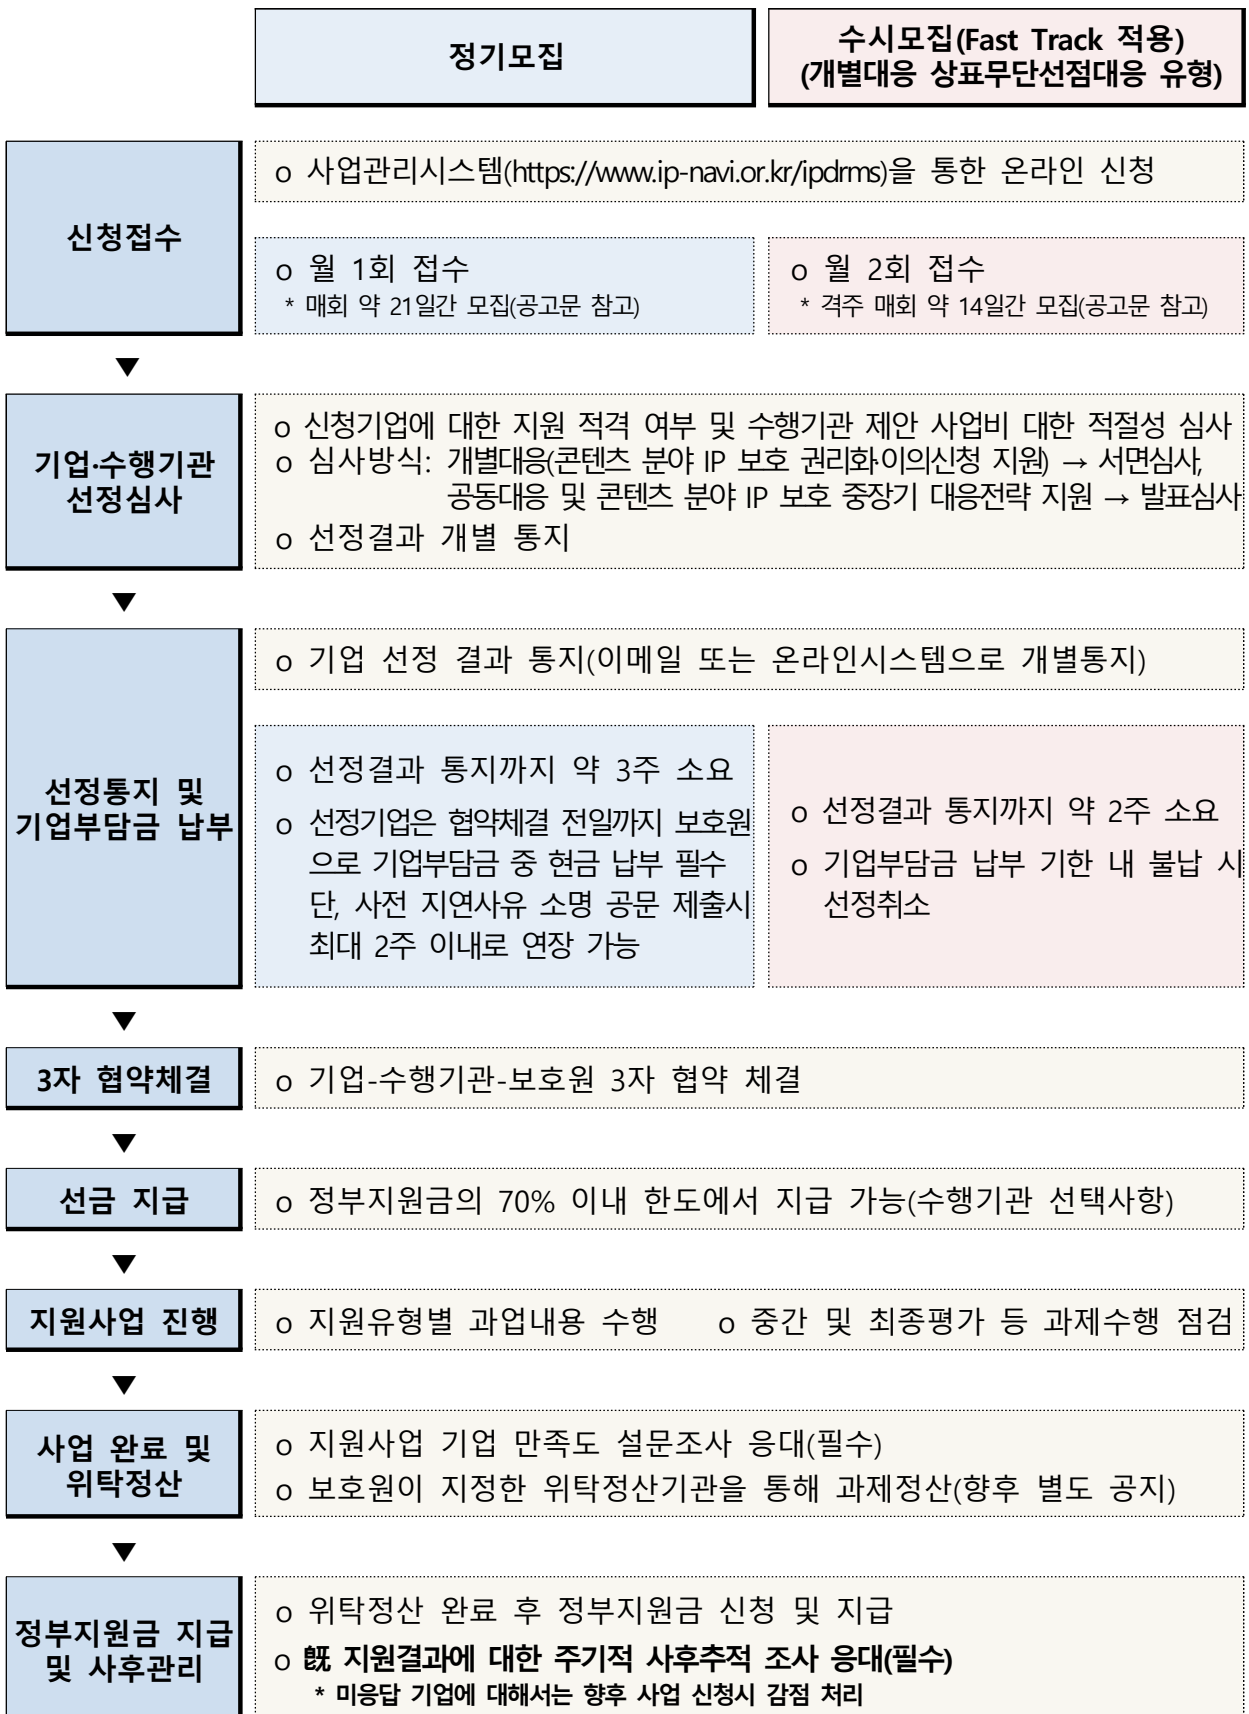 정기모집
수시모집(Fast Track 적용)
(개별대응 상표무단선점대응 유형)
신청접수
o 사업관리시스템(https://www.ip-navi.or.kr/ipdrms)을 통한 온라인 신청
o 월 1회 접수
* 매회 약 21일간 모집(공고문 참고)
o 월 2회 접수
* 격주 매회 약 14일간 모집(공고문 참고)
▼
기업·수행기관
선정심사
o 신청기업에 대한 지원 적격 여부 및 수행기관 제안 사업비 대한 적절성 심사
o 심사방식: 개별대응(콘텐츠 분야 IP 보호 권리화·이의신청 지원) → 서면심사,
공동대응 및 콘텐츠 분야 IP 보호 중장기 대응전략 지원 → 발표심사
o 선정결과 개별 통지
▼
선정통지 및
기업부담금 납부
o 기업 선정 결과 통지(이메일 또는 온라인시스템으로 개별통지)
o 선정결과 통지까지 약 3주 소요
o 선정기업은 협약체결 전일까지 보호원
으로 기업부담금 중 현금 납부 필수
단, 사전 지연사유 소명 공문 제출시
최대 2주 이내로 연장 가능
o 선정결과 통지까지 약 2주 소요
o 기업부담금 납부 기한 내 불납 시
선정취소
▼
3자 협약체결
o 기업-수행기관-보호원 3자 협약 체결
▼
선금 지급
o 정부지원금의 70% 이내 한도에서 지급 가능(수행기관 선택사항)
▼
지원사업 진행
o 지원유형별 과업내용 수행 o 중간 및 최종평가 등 과제수행 점검
▼
사업 완료 및
위탁정산
o 지원사업 기업 만족도 설문조사 응대(필수)
o 보호원이 지정한 위탁정산기관을 통해 과제정산(향후 별도 공지)
▼
정부지원금 지급
및 사후관리
o 위탁정산 완료 후 정부지원금 신청 및 지급
o 旣 지원결과에 대한 주기적 사후추적 조사 응대(필수)
* 미응답 기업에 대해서는 향후 사업 신청시 감점 처리